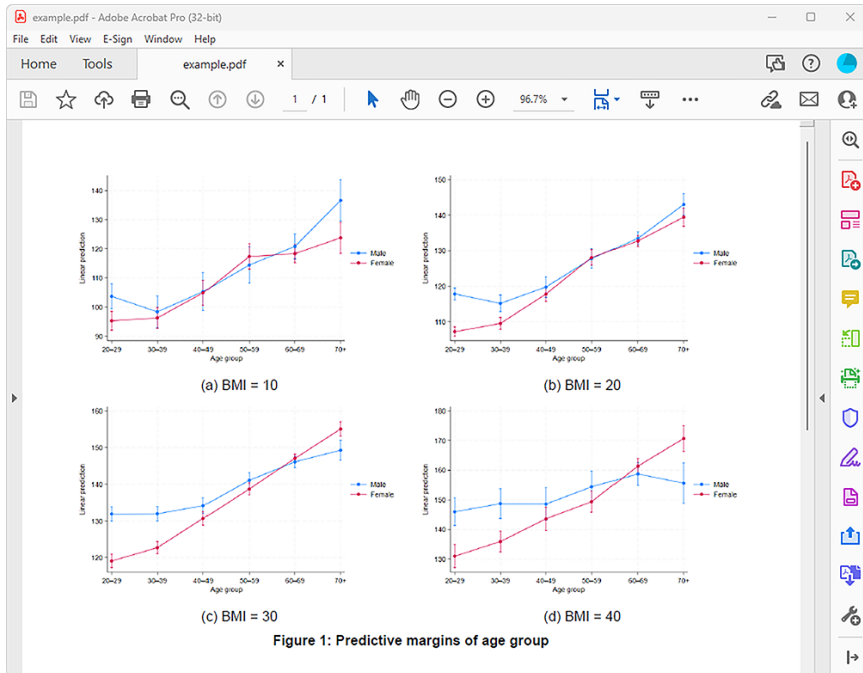 example.pdf - Adobe Acrobat Pro (32-bit)
File Edit View E-Sign Window Help
Home Tools example.pdf ×
1 / 1 96.7%
140
130
120
110
100
90
Linear prediction
20–29 30–39 40–49 50–59 60–69 70+
Age group
Male
Female
(a) BMI = 10
150
140
130
120
110
Linear prediction
20–29 30–39 40–49 50–59 60–69 70+
Age group
Male
Female
(b) BMI = 20
160
150
140
130
120
Linear prediction
20–29 30–39 40–49 50–59 60–69 70+
Age group
Male
Female
(c) BMI = 30
180
170
160
150
140
130
Linear prediction
20–29 30–39 40–49 50–59 60–69 70+
Age group
Male
Female
(d) BMI = 40
Figure 1: Predictive margins of age group